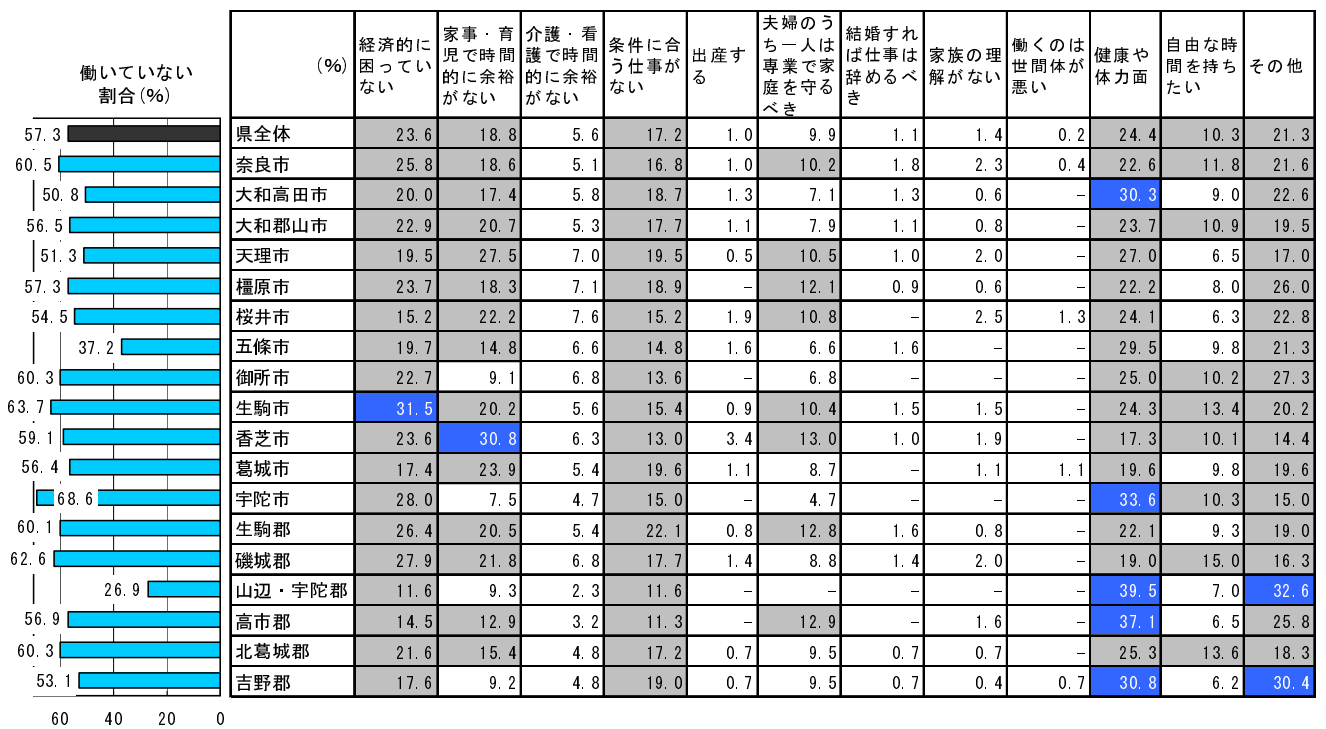 働いていない
割合(%)
(%)
経済的に
困ってい
ない
家事・育
児で時間
的に余裕
がない
介護・看
護で時間
的に余裕
がない
条件に合
う仕事が
ない
出産す
る
夫婦のう
ち一人は
専業で家
庭を守る
べき
結婚すれ
ば仕事は
辞めるべ
き
家族の理
解がない
働くのは
世間体が
悪い
健康や
体力面
自由な時
間を持ち
たい
その他
57.3 県全体 23.6 18.8 5.6 17.2 1.0 9.9 1.1 1.4 0.2 24.4 10.3 21.3
60.5 奈良市 25.8 18.6 5.1 16.8 1.0 10.2 1.8 2.3 0.4 22.6 11.8 21.6
50.8 大和高田市 20.0 17.4 5.8 18.7 1.3 7.1 1.3 0.6 - 30.3 9.0 22.6
56.5 大和郡山市 22.9 20.7 5.3 17.7 1.1 7.9 1.1 0.8 - 23.7 10.9 19.5
51.3 天理市 19.5 27.5 7.0 19.5 0.5 10.5 1.0 2.0 - 27.0 6.5 17.0
57.3 橿原市 23.7 18.3 7.1 18.9 - 12.1 0.9 0.6 - 22.2 8.0 26.0
54.5 桜井市 15.2 22.2 7.6 15.2 1.9 10.8 - 2.5 1.3 24.1 6.3 22.8
37.2 五條市 19.7 14.8 6.6 14.8 1.6 6.6 1.6 - - 29.5 9.8 21.3
60.3 御所市 22.7 9.1 6.8 13.6 - 6.8 - - - 25.0 10.2 27.3
63.7 生駒市 31.5 20.2 5.6 15.4 0.9 10.4 1.5 1.5 - 24.3 13.4 20.2
59.1 香芝市 23.6 30.8 6.3 13.0 3.4 13.0 1.0 1.9 - 17.3 10.1 14.4
56.4 葛城市 17.4 23.9 5.4 19.6 1.1 8.7 - 1.1 1.1 19.6 9.8 19.6
68.6 宇陀市 28.0 7.5 4.7 15.0 - 4.7 - - - 33.6 10.3 15.0
60.1 生駒郡 26.4 20.5 5.4 22.1 0.8 12.8 1.6 0.8 - 22.1 9.3 19.0
62.6 磯城郡 27.9 21.8 6.8 17.7 1.4 8.8 1.4 2.0 - 19.0 15.0 16.3
26.9 山辺・宇陀郡 11.6 9.3 2.3 11.6 - - - - - 39.5 7.0 32.6
56.9 高市郡 14.5 12.9 3.2 11.3 - 12.9 - 1.6 - 37.1 6.5 25.8
60.3 北葛城郡 21.6 15.4 4.8 17.2 0.7 9.5 0.7 0.7 - 25.3 13.6 18.3
53.1 吉野郡 17.6 9.2 4.8 19.0 0.7 9.5 0.7 0.4 0.7 30.8 6.2 30.4
60 40 20 0